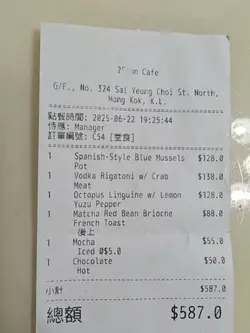 Cafe
G/F., No. 324 Sai Yeung Choi St. North,
Mong Kok, K.L.
點餐時間: 2025-06-22 19:25:44
侍應: Manager
訂單編號: C54 [堂食]
1 Spanish-Style Blue Mussels $128.0
Pot
1 Vodka Rigatoni w/ Crab $138.0
Meat
1 Octopus Linguine w/ Lemon $128.0
Yuzu Pepper
1 Matcha Red Bean Brioche $88.0
French Toast
後上
1 Mocha $55.0
Iced @$5.0
1 Chocolate $50.0
Hot
小計 $587.0
總額 $587.0